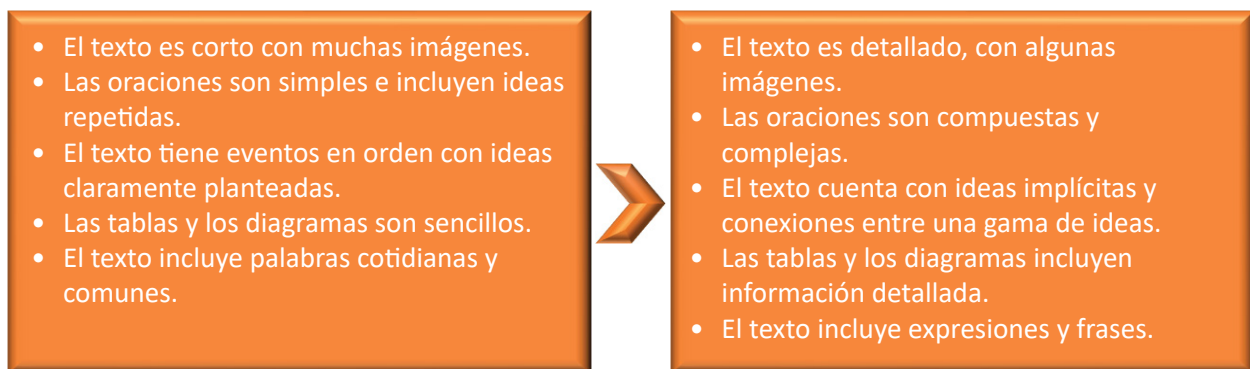 • El texto es corto con muchas imágenes.
• Las oraciones son simples e incluyen ideas
repetidas.
• El texto tiene eventos en orden con ideas
claramente planteadas.
• Las tablas y los diagramas son sencillos.
• El texto incluye palabras cotidianas y
comunes.
• El texto es detallado, con algunas
imágenes.
• Las oraciones son compuestas y
complejas.
• El texto cuenta con ideas implícitas y
conexiones entre una gama de ideas.
• Las tablas y los diagramas incluyen
información detallada.
• El texto incluye expresiones y frases.